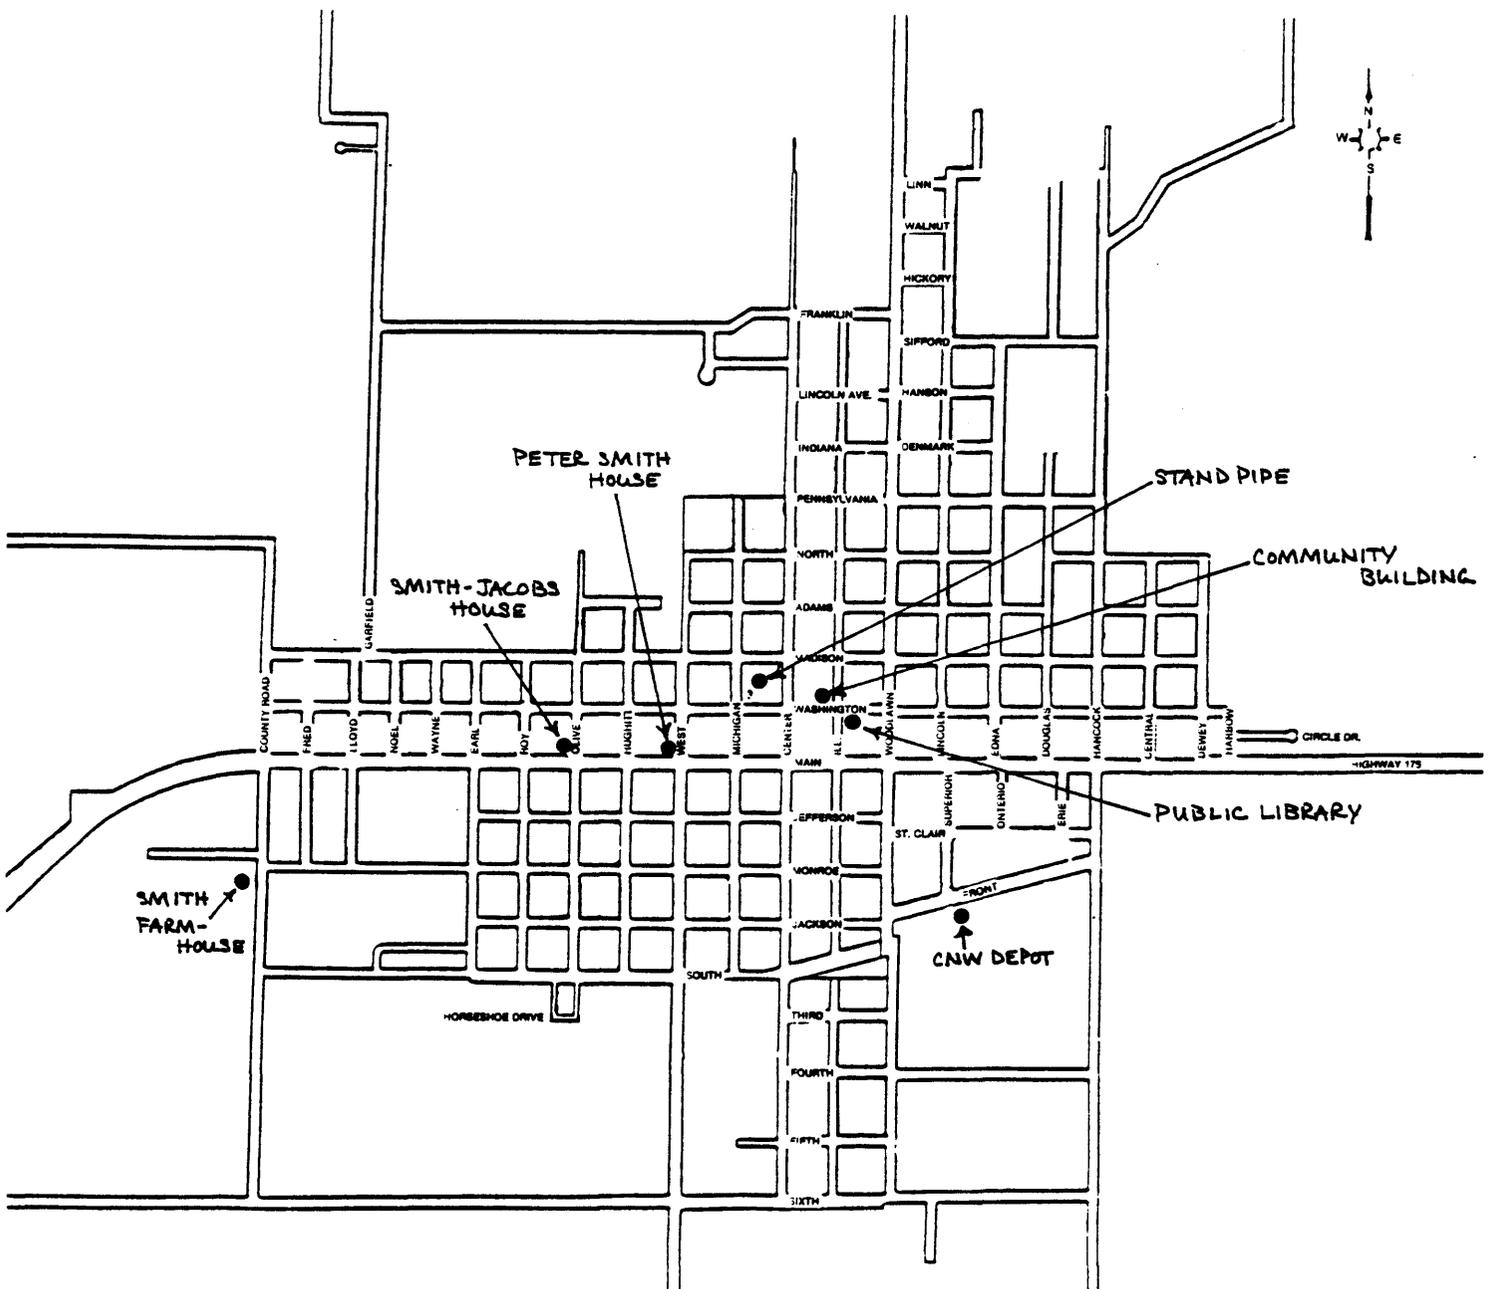 N
W E
S
LINN
WALNUT
HICKORY
FRANKLIN
SIFFORD
LINCOLN AVE.
HANSON
INDIANA
DENMARK
PETER SMITH
HOUSE
STAND PIPE
PENNSYLVANIA
NORTH
COMMUNITY
BUILDING
SMITH-JACOBS
HOUSE
ADAMS
GARFIELD
MADISON
WASHINGTON
COUNTY ROAD
FRED
LLOYD
NOEL
WAYNE
EARL
ROY
OLIVE
HUGHITT
WEST
MICHIGAN
CENTER
ILL.
WOODLAWN
LINCOLN
EDNA
DOUGLAS
HANCOCK
CENTRAL
DEWEY
HARROW
CIRCLE DR.
MAIN
HIGHWAY 175
SUPERIOR
ONTARIO
ERIE
PUBLIC LIBRARY
JEFFERSON
ST. CLAIR
MONROE
SMITH
FARM-
HOUSE
FRONT
JACKSON
CNW DEPOT
SOUTH
HORSESHOE DRIVE
THIRD
FOURTH
FIFTH
SIXTH